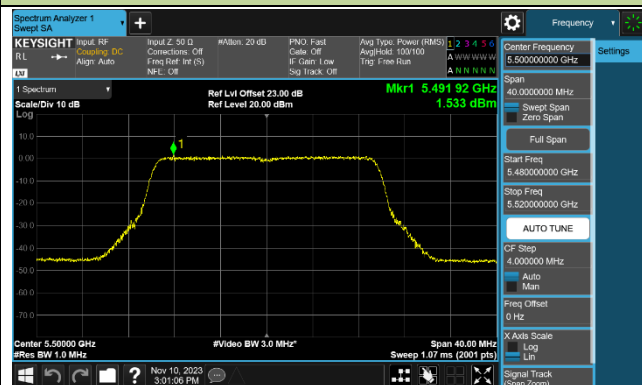 Spectrum Analyzer 1
Swept SA
Frequency
KEYSIGHT
RL
LXI
Input: RF
Coupling: DC
Align: Auto
Input Z: 50 Ω
Corrections: Off
Freq Ref: Int (S)
NFE: Off
#Atten: 20 dB
PNO: Fast
Gate: Off
IF Gain: Low
Sig Track: Off
Avg Type: Power (RMS)
Avg|Hold: 100/100
Trig: Free Run
1 2 3 4 5 6
A W W W W W
A N N N N N
1 Spectrum
Scale/Div 10 dB
Log
Ref Lvl Offset 23.00 dB
Ref Level 20.00 dBm
Mkr1 5.491 92 GHz
1.533 dBm
1
10.0
0.00
-10.0
-20.0
-30.0
-40.0
-50.0
-60.0
-70.0
Center 5.50000 GHz
#Res BW 1.0 MHz
#Video BW 3.0 MHz*
Span 40.00 MHz
Sweep 1.07 ms (2001 pts)
Center Frequency
5.500000000 GHz
Settings
Span
40.0000000 MHz
Swept Span
Zero Span
Full Span
Start Freq
5.480000000 GHz
Stop Freq
5.520000000 GHz
AUTO TUNE
CF Step
4.000000 MHz
Auto
Man
Freq Offset
0 Hz
X Axis Scale
Log
Lin
Signal Track
(Span Zoom)
Nov 10, 2023
3:01:06 PM